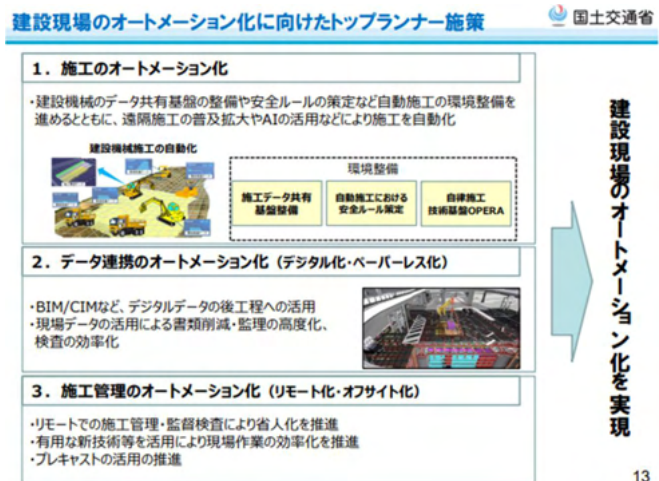 建設現場のオートメーション化に向けたトップランナー施策
国土交通省
1. 施工のオートメーション化
・建設機械のデータ共有基盤の整備や安全ルールの策定など自動施工の環境整備を
進めるとともに、遠隔施工の普及拡大やAIの活用などにより施工を自動化
建設機械施工の自動化
環境整備
施工データ共有
基盤整備
自動施工における
安全ルール策定
自律施工
技術基盤OPERA
2. データ連携のオートメーション化（デジタル化・ペーパーレス化）
・BIM/CIMなど、デジタルデータの後工程への活用
・現場データの活用による書類削減・監理の高度化、
検査の効率化
3. 施工管理のオートメーション化（リモート化・オフサイト化）
・リモートでの施工管理・監督検査により省人化を推進
・有用な新技術等を活用により現場作業の効率化を推進
・プレキャストの活用の推進
建設現場のオートメーション化を実現
13